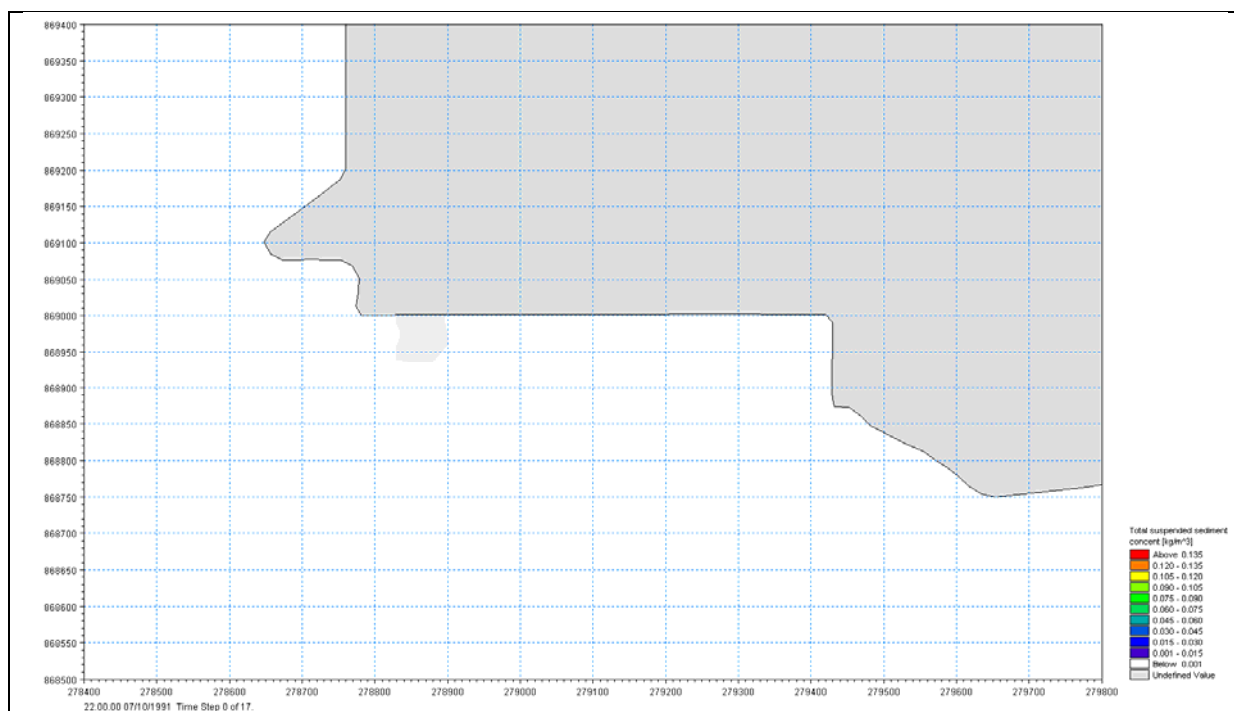 869400
869350
869300
869250
869200
869150
869100
869050
869000
868950
868900
868850
868800
868750
868700
868650
868600
868550
868500
278400 278500 278600 278700 278800 278900 279000 279100 279200 279300 279400 279500 279600 279700 279800
22:00:00 07/10/1991 Time Step 0 of 17.
Total suspended sediment
concent [kg/m^3]
Above 0.135
0.120 - 0.135
0.105 - 0.120
0.090 - 0.105
0.075 - 0.090
0.060 - 0.075
0.045 - 0.060
0.030 - 0.045
0.015 - 0.030
0.001 - 0.015
Below 0.001
Undefined Value